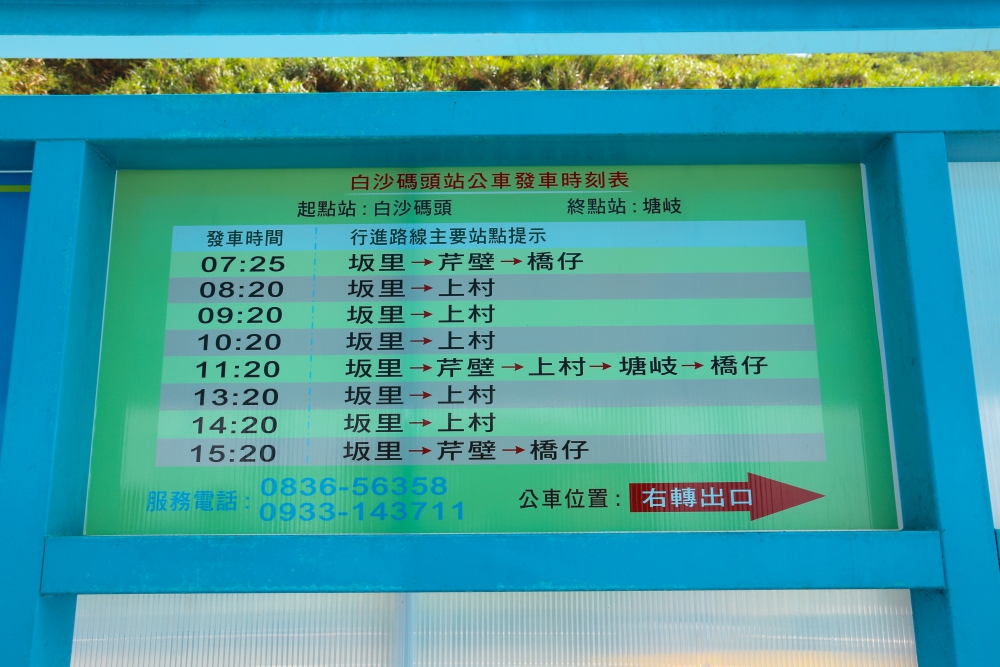 白沙碼頭站公車發車時刻表
起點站：白沙碼頭 終點站：塘岐
發車時間 行進路線主要站點提示
07:25 坂里→芹壁→橋仔
08:20 坂里→上村
09:20 坂里→上村
10:20 坂里→上村
11:20 坂里→芹壁→上村→塘岐→橋仔
13:20 坂里→上村
14:20 坂里→上村
15:20 坂里→芹壁→橋仔
服務電話：0836-56358
0933-143711
公車位置：右轉出口